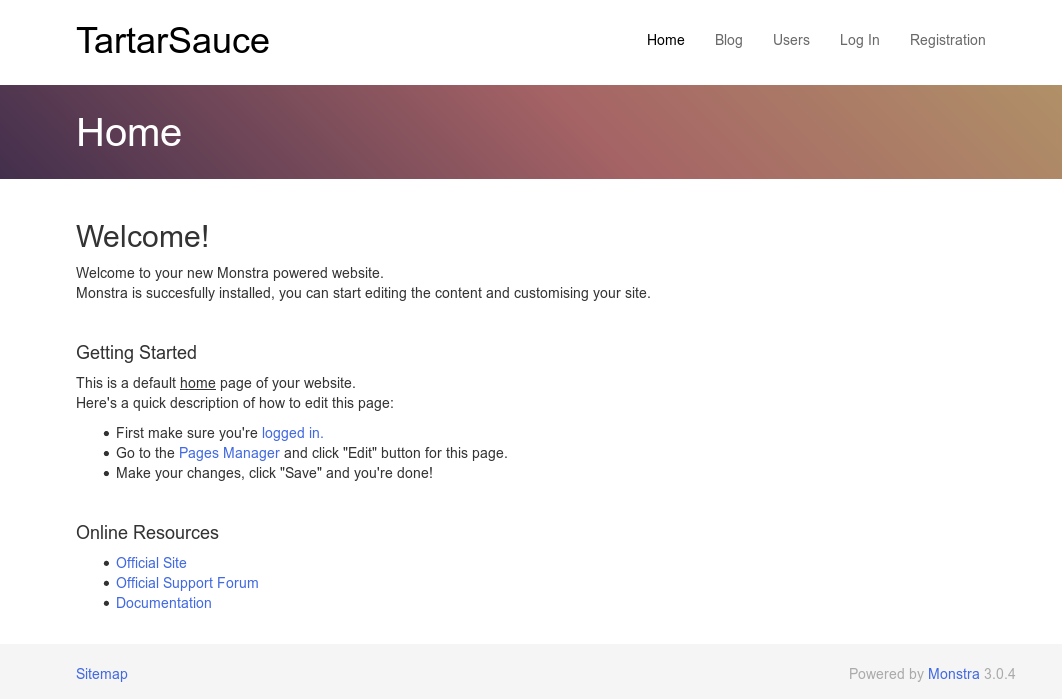 TartarSauce
Home Blog Users Log In Registration
Home
Welcome!
Welcome to your new Monstra powered website.
Monstra is succesfully installed, you can start editing the content and customising your site.
Getting Started
This is a default home page of your website.
Here's a quick description of how to edit this page:
First make sure you're logged in.
Go to the Pages Manager and click "Edit" button for this page.
Make your changes, click "Save" and you're done!
Online Resources
Official Site
Official Support Forum
Documentation
Sitemap Powered by Monstra 3.0.4